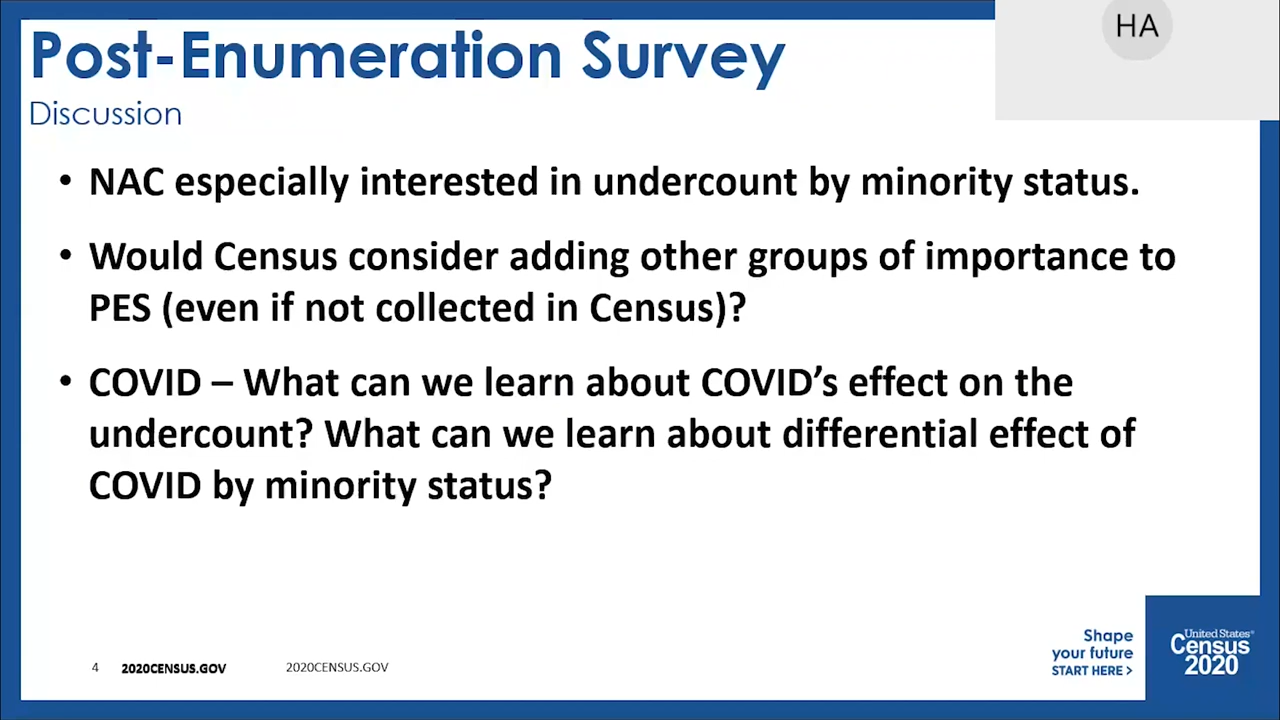 Post-Enumeration Survey
HA
Discussion
• NAC especially interested in undercount by minority status.
• Would Census consider adding other groups of importance to
PES (even if not collected in Census)?
• COVID – What can we learn about COVID’s effect on the
undercount? What can we learn about differential effect of
COVID by minority status?
4 2020CENSUS.GOV 2020CENSUS.GOV
Shape
your future
START HERE >
United States®
Census
2020